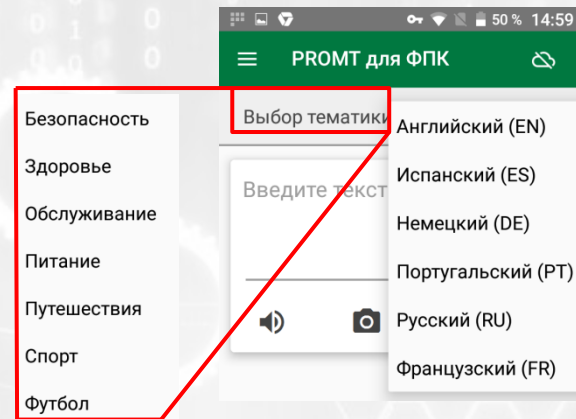 50 % 14:59
PROMT для ФПК
Выбор тематики
Безопасность
Здоровье
Обслуживание
Питание
Путешествия
Спорт
Футбол
Введите текст
Английский (EN)
Испанский (ES)
Немецкий (DE)
Португальский (PT)
Русский (RU)
Французский (FR)